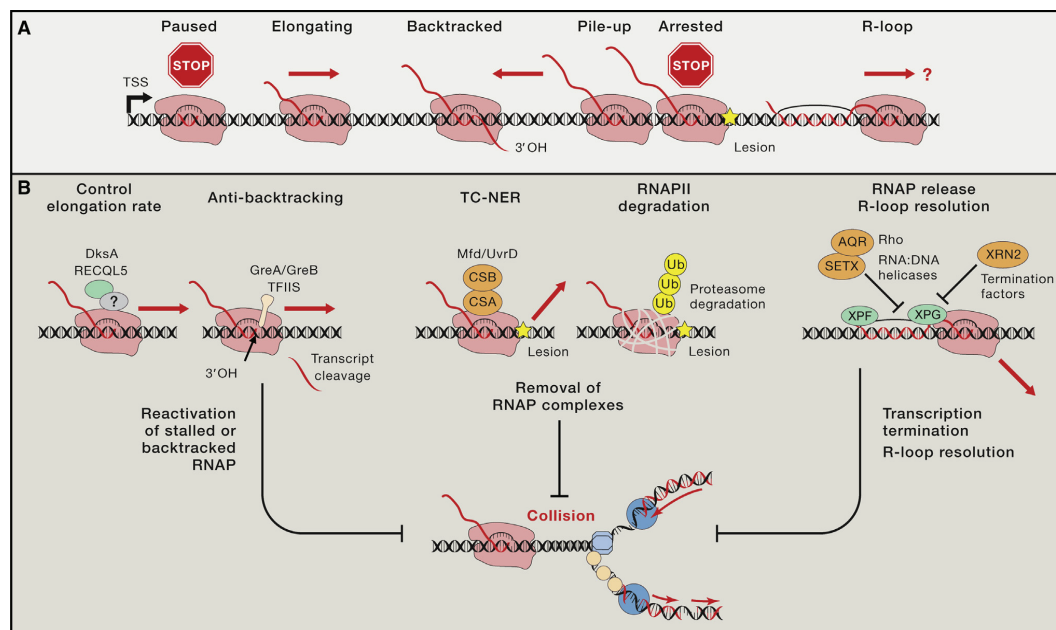 A
Paused
Elongating
Backtracked
Pile-up
Arrested
R-loop
STOP
STOP
TSS
?
3′OH
Lesion
B
Control
elongation rate
Anti-backtracking
TC-NER
RNAPII
degradation
RNAP release
R-loop resolution
DksA
RECQL5
?
GreA/GreB
TFIIS
Mfd/UvrD
CSB
CSA
Ub
Ub
Ub
Proteasome
degradation
AQR
SETX
Rho
RNA:DNA
helicases
XRN2
Termination
factors
XPF
XPG
3′OH
Transcript
cleavage
Lesion
Lesion
Reactivation
of stalled or
backtracked
RNAP
Removal of
RNAP complexes
Transcription
termination
R-loop resolution
Collision